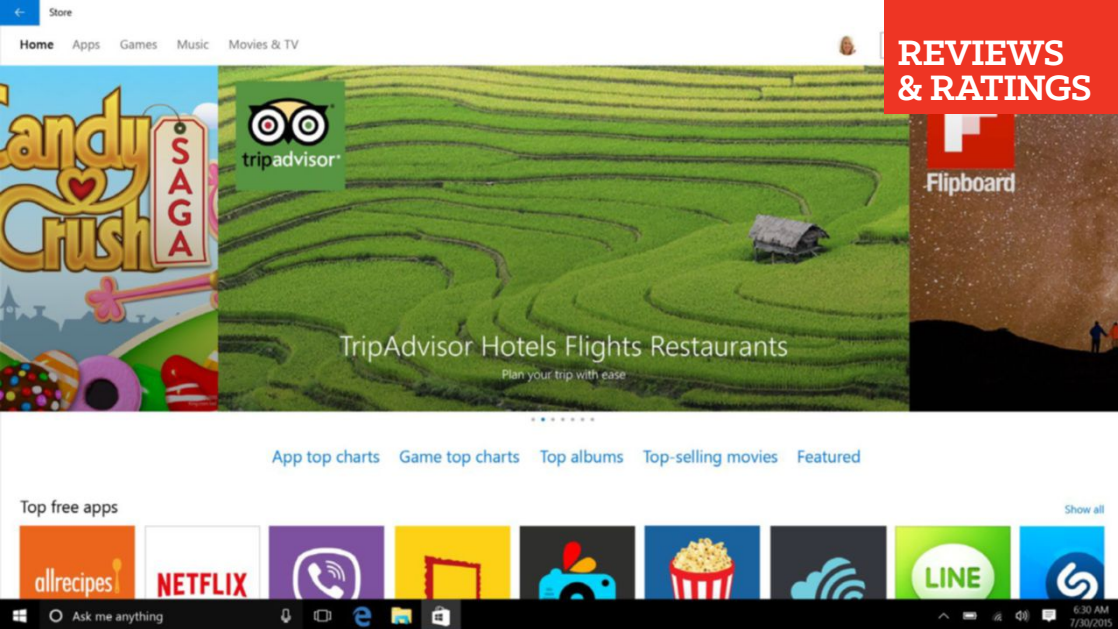 Store
Home Apps Games Music Movies & TV
REVIEWS
& RATINGS
Candy
Crush
SAGA
tripadvisor®
Flipboard
TripAdvisor Hotels Flights Restaurants
Plan your trip with ease
App top charts Game top charts Top albums Top-selling movies Featured
Top free apps
Show all
allrecipes
NETFLIX
LINE
Ask me anything
6:30 AM
7/30/2015